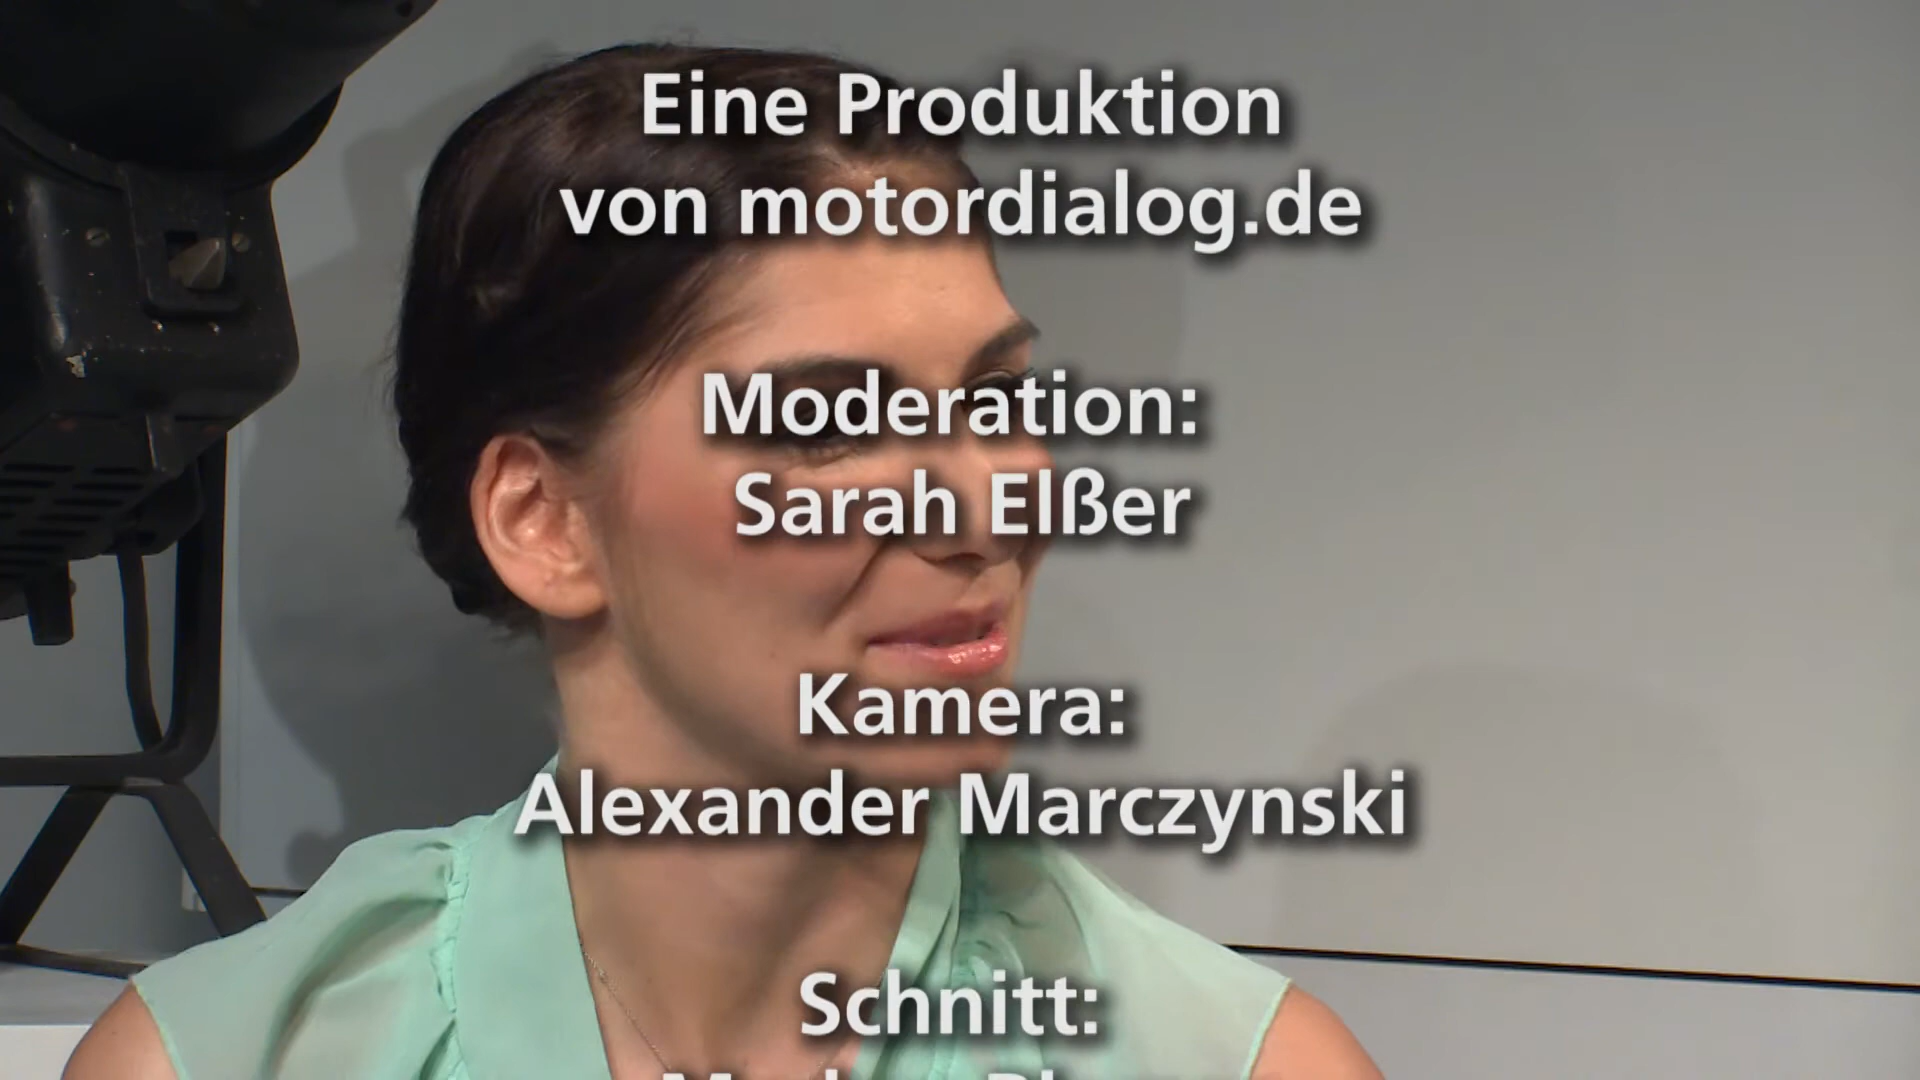 Eine Produktion
von motordialog.de
Moderation:
Sarah Elßer
Kamera:
Alexander Marczynski
Schnitt: